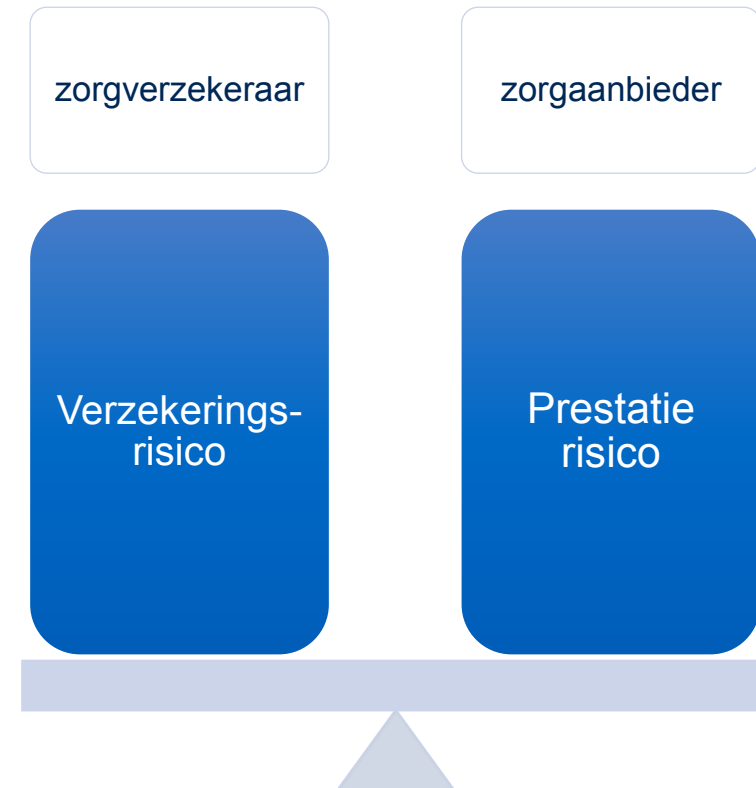 zorgverzekeraar
zorgaanbieder
Verzekerings-
risico
Prestatie
risico